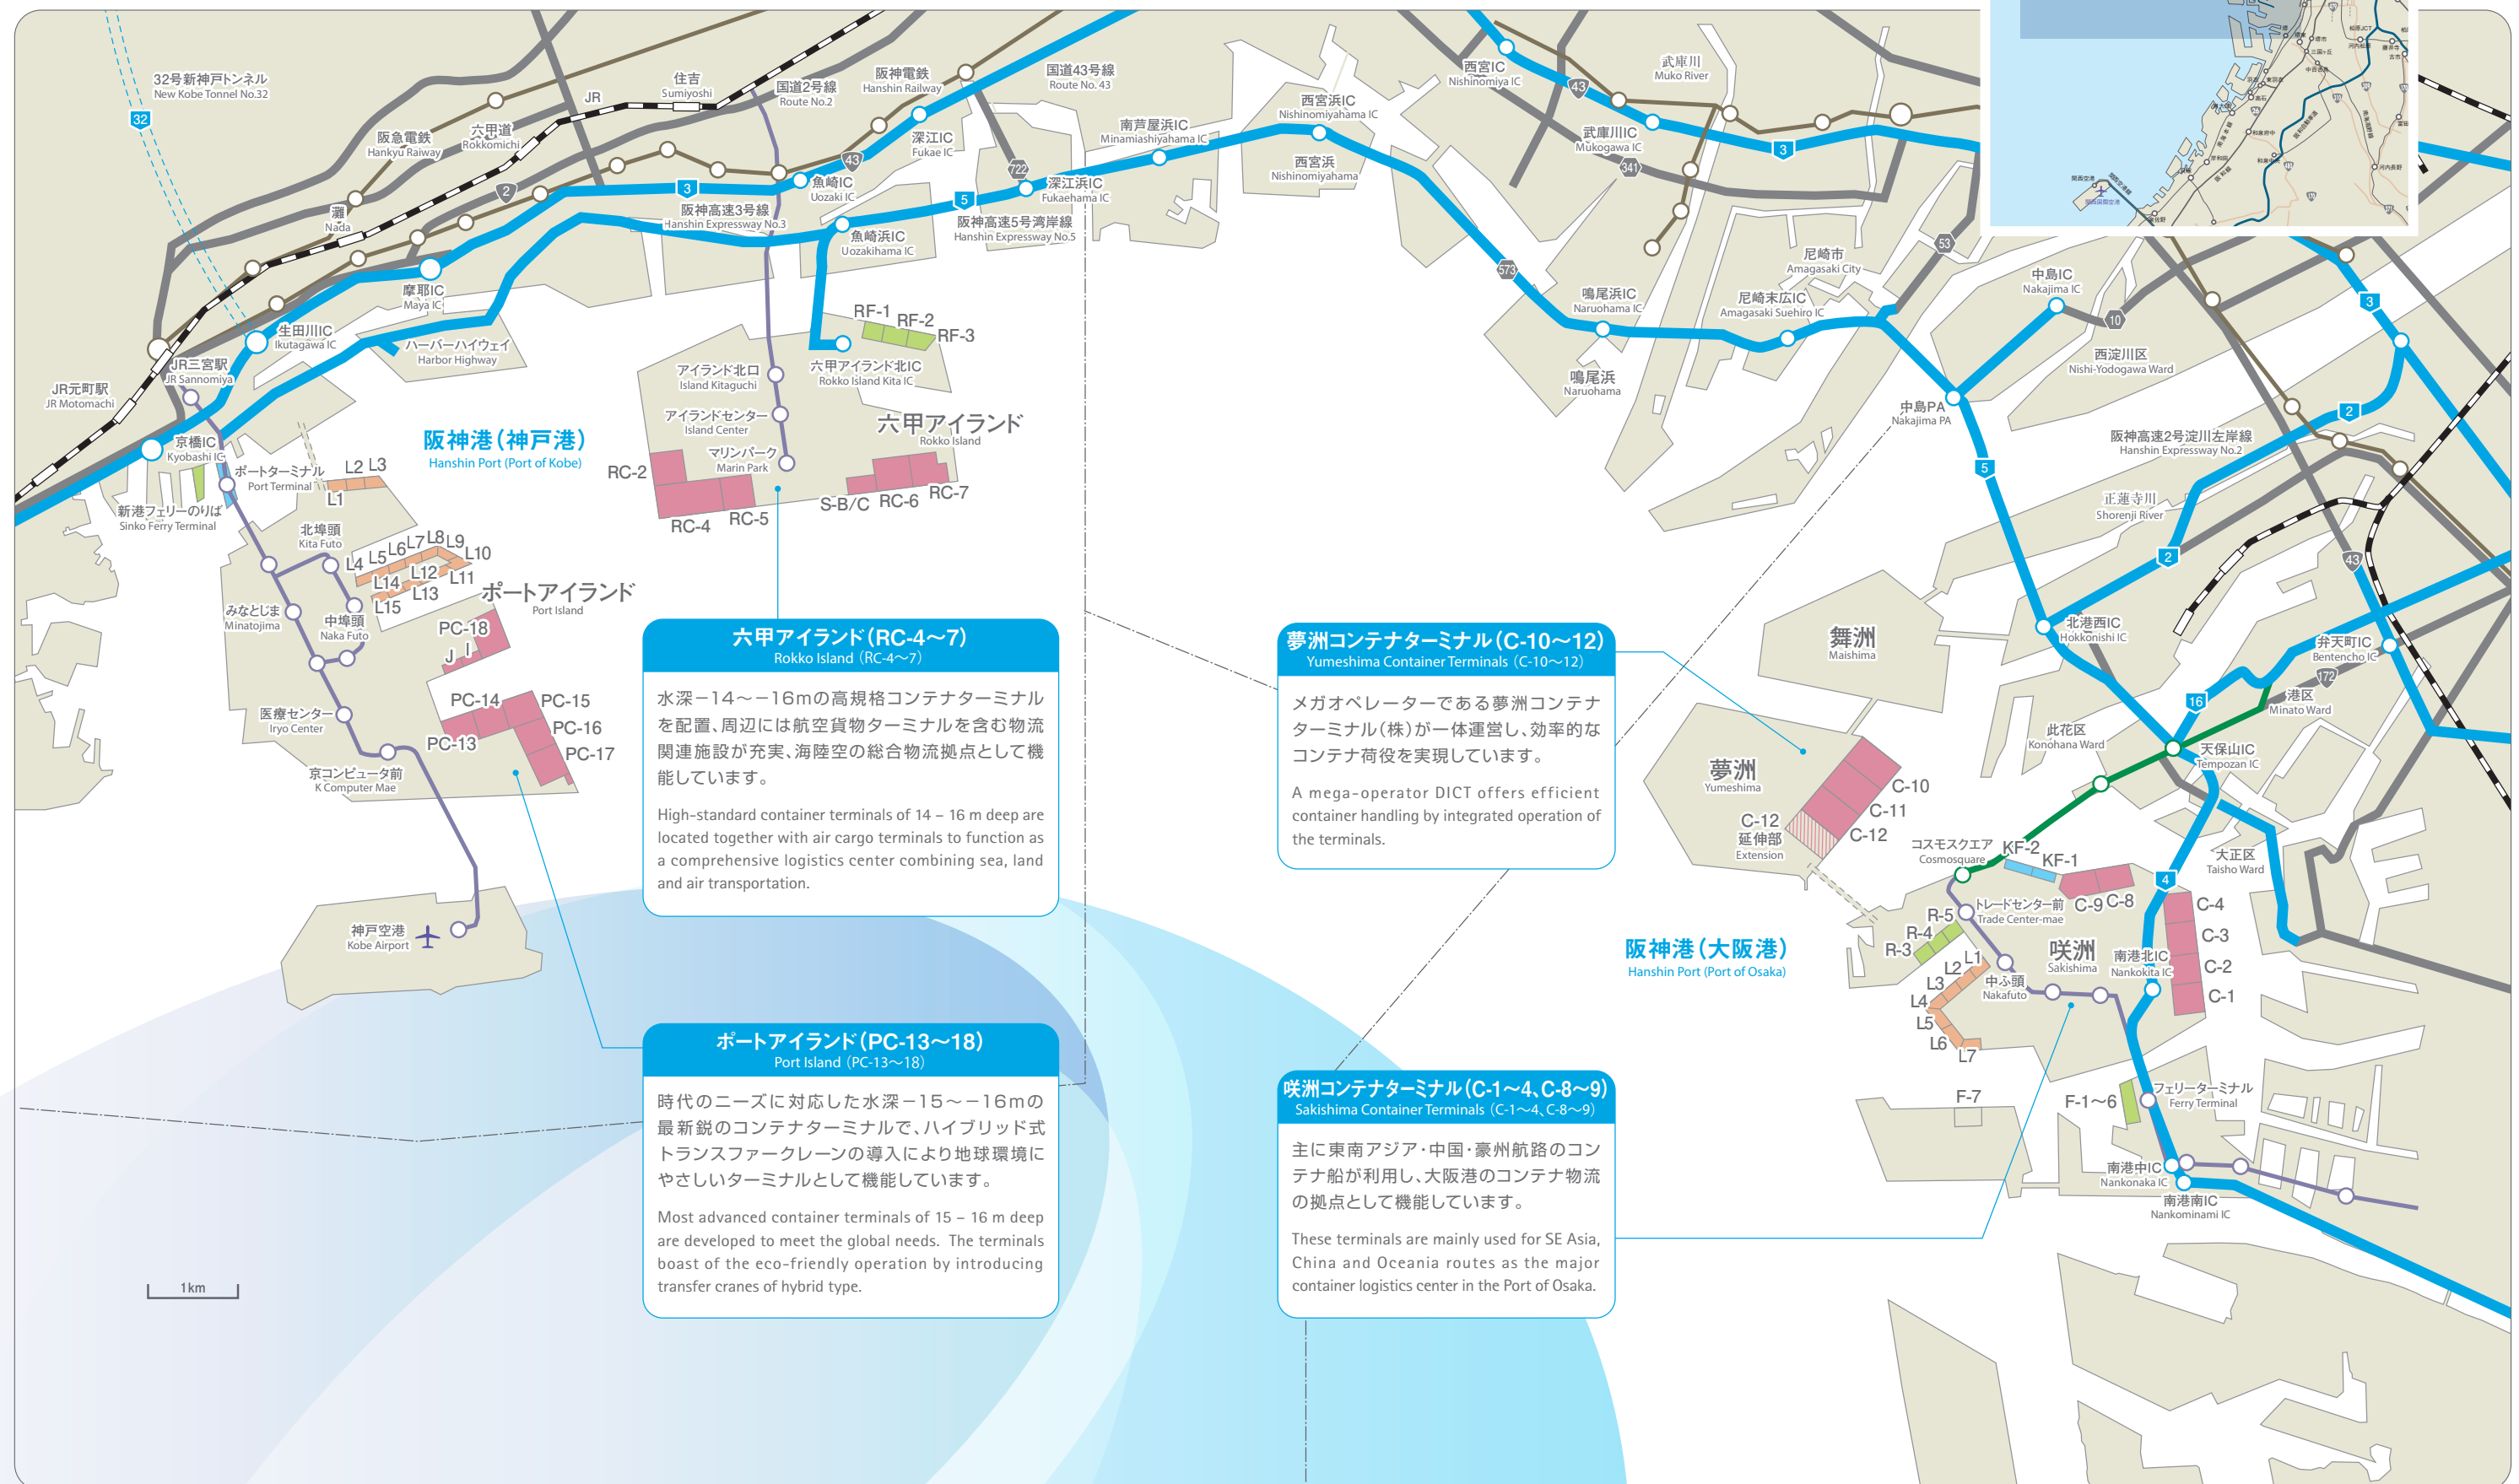 32号新神戸トンネル
New Kobe Tonnel No.32
32
阪急電鉄
Hankyu Raiway
六甲道
Rokkomichi
JR
住吉
Sumiyoshi
国道2号線
Route No.2
阪神電鉄
Hanshin Railway
国道43号線
Route No. 43
灘
Nada
2
3
43
722
5
深江IC
Fukae IC
魚崎IC
Uozaki IC
阪神高速3号線
Hanshin Expressway No.3
魚崎浜IC
Uozakihama IC
阪神高速5号湾岸線
Hanshin Expressway No.5
深江浜IC
Fukaehama IC
南芦屋浜IC
Minamiashiyahama IC
西宮浜IC
Nishinomiyahama IC
西宮浜
Nishinomiyahama
西宮IC
Nishinomiya IC
43
武庫川
Muko River
武庫川IC
Mukogawa IC
341
3
573
53
尼崎市
Amagasaki City
鳴尾浜IC
Naruohama IC
尼崎末広IC
Amagasaki Suehiro IC
鳴尾浜
Naruohama
中島IC
Nakajima IC
10
西淀川区
Nishi-Yodogawa Ward
中島PA
Nakajima PA
3
2
阪神高速2号淀川左岸線
Hanshin Expressway No.2
5
正蓮寺川
Shorenji River
2
43
摩耶IC
Maya IC
生田川IC
Ikutagawa IC
ハーバーハイウェイ
Harbor Highway
JR三宮駅
JR Sannomiya
JR元町駅
JR Motomachi
京橋IC
Kyobashi IC
ポートターミナル
Port Terminal
新港フェリーのりば
Sinko Ferry Terminal
L1
L2
L3
阪神港(神戸港)
Hanshin Port (Port of Kobe)
RF-1
RF-2
RF-3
六甲アイランド北IC
Rokko Island Kita IC
アイランド北口
Island Kitaguchi
アイランドセンター
Island Center
マリンパーク
Marin Park
六甲アイランド
Rokko Island
RC-2
RC-4
RC-5
S-B/C
RC-6
RC-7
北埠頭
Kita Futo
L4
L5
L6
L7
L8
L9
L10
L11
L12
L13
L14
L15
ポートアイランド
Port Island
みなとじま
Minatojima
中埠頭
Naka Futo
PC-18
J
I
PC-14
PC-15
PC-13
PC-16
PC-17
医療センター
Iryo Center
京コンピュータ前
K Computer Mae
神戸空港
Kobe Airport
六甲アイランド(RC-4～7)
Rokko Island (RC-4～7)
水深－14～－16mの高規格コンテナターミナル
を配置、周辺には航空貨物ターミナルを含む物流
関連施設が充実、海陸空の総合物流拠点として機
能しています。
High-standard container terminals of 14 – 16 m deep are
located together with air cargo terminals to function as
a comprehensive logistics center combining sea, land
and air transportation.
ポートアイランド(PC-13～18)
Port Island (PC-13～18)
時代のニーズに対応した水深－15～－16mの
最新鋭のコンテナターミナルで、ハイブリッド式
トランスファークレーンの導入により地球環境に
やさしいターミナルとして機能しています。
Most advanced container terminals of 15 – 16 m deep
are developed to meet the global needs. The terminals
boast of the eco-friendly operation by introducing
transfer cranes of hybrid type.
1km
夢洲コンテナターミナル(C-10～12)
Yumeshima Container Terminals (C-10～12)
メガオペレーターである夢洲コンテナ
ターミナル(株)が一体運営し、効率的な
コンテナ荷役を実現しています。
A mega-operator DICT offers efficient
container handling by integrated operation of
the terminals.
咲洲コンテナターミナル(C-1～4、C-8～9)
Sakishima Container Terminals (C-1～4、C-8～9)
主に東南アジア・中国・豪州航路のコン
テナ船が利用し、大阪港のコンテナ物流
の拠点として機能しています。
These terminals are mainly used for SE Asia,
China and Oceania routes as the major
container logistics center in the Port of Osaka.
舞洲
Maishima
夢洲
Yumeshima
C-10
C-11
C-12
C-12
延伸部
Extension
北港西IC
Hokkonishi IC
弁天町IC
Bentencho IC
172
16
港区
Minato Ward
此花区
Konohana Ward
天保山IC
Tempozan IC
大正区
Taisho Ward
コスモスクエア
Cosmosquare
KF-2
KF-1
C-9
C-8
4
C-4
C-3
C-2
C-1
R-5
R-4
R-3
トレードセンター前
Trade Center-mae
咲洲
Sakishima
南港北IC
Nankokita IC
中ふ頭
Nakafuto
L1
L2
L3
L4
L5
L6
L7
阪神港(大阪港)
Hanshin Port (Port of Osaka)
F-7
F-1～6
フェリーターミナル
Ferry Terminal
南港中IC
Nankonaka IC
南港南IC
Nankominami IC